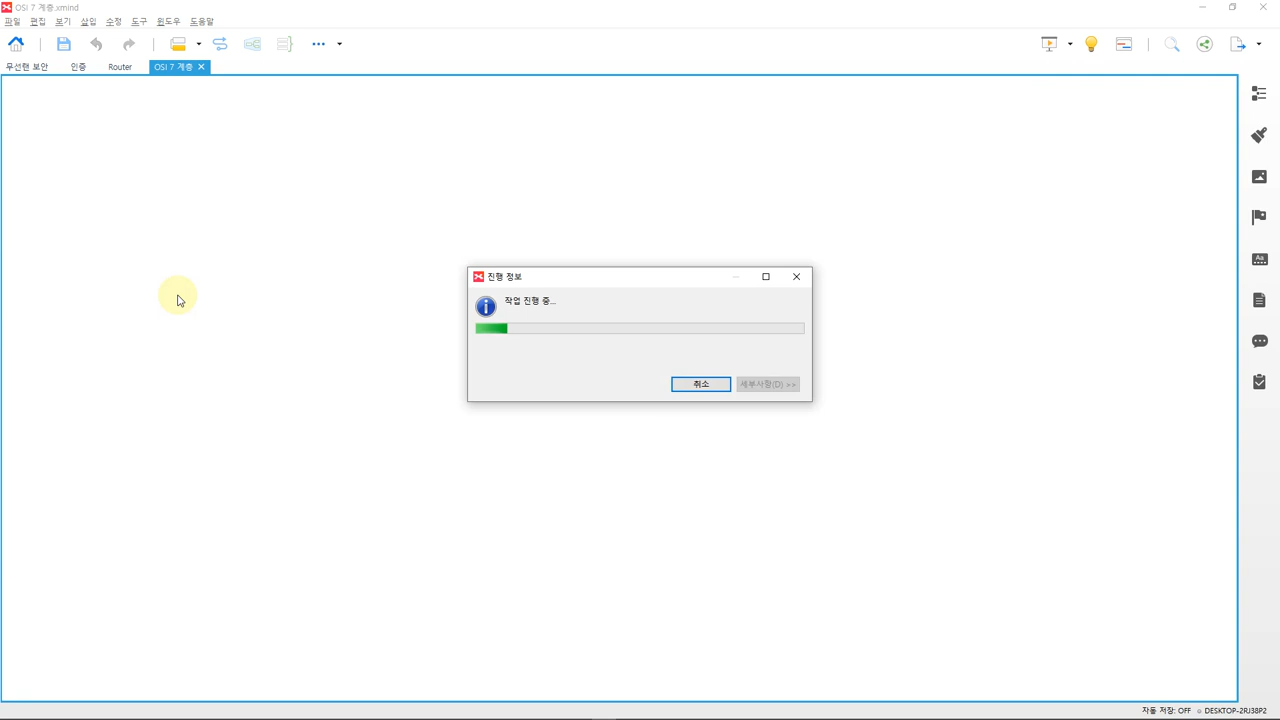 OSI 7 계층.xmind
파일 편집 보기 삽입 수정 도구 윈도우 도움말
무선랜 보안 인증 Router OSI 7 계층
진행 정보
작업 진행 중...
취소 세부사항(D) >>
Aa
자동 저장: OFF DESKTOP-2RJ38P2